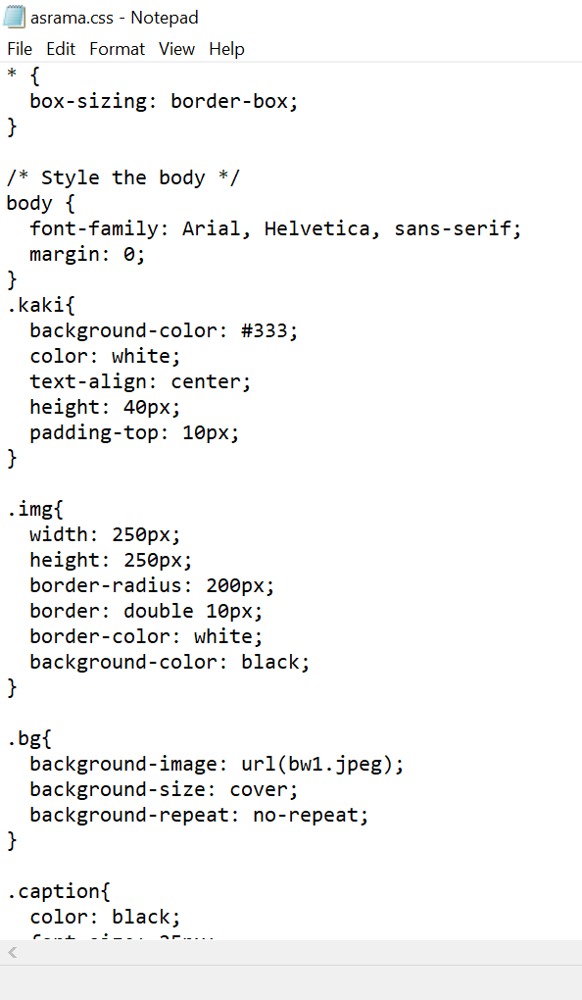 asrama.css - Notepad
File Edit Format View Help
* {
  box-sizing: border-box;
}

/* Style the body */
body {
  font-family: Arial, Helvetica, sans-serif;
  margin: 0;
}
.kaki{
  background-color: #333;
  color: white;
  text-align: center;
  height: 40px;
  padding-top: 10px;
}

.img{
  width: 250px;
  height: 250px;
  border-radius: 200px;
  border: double 10px;
  border-color: white;
  background-color: black;
}

.bg{
  background-image: url(bw1.jpeg);
  background-size: cover;
  background-repeat: no-repeat;
}

.caption{
  color: black;